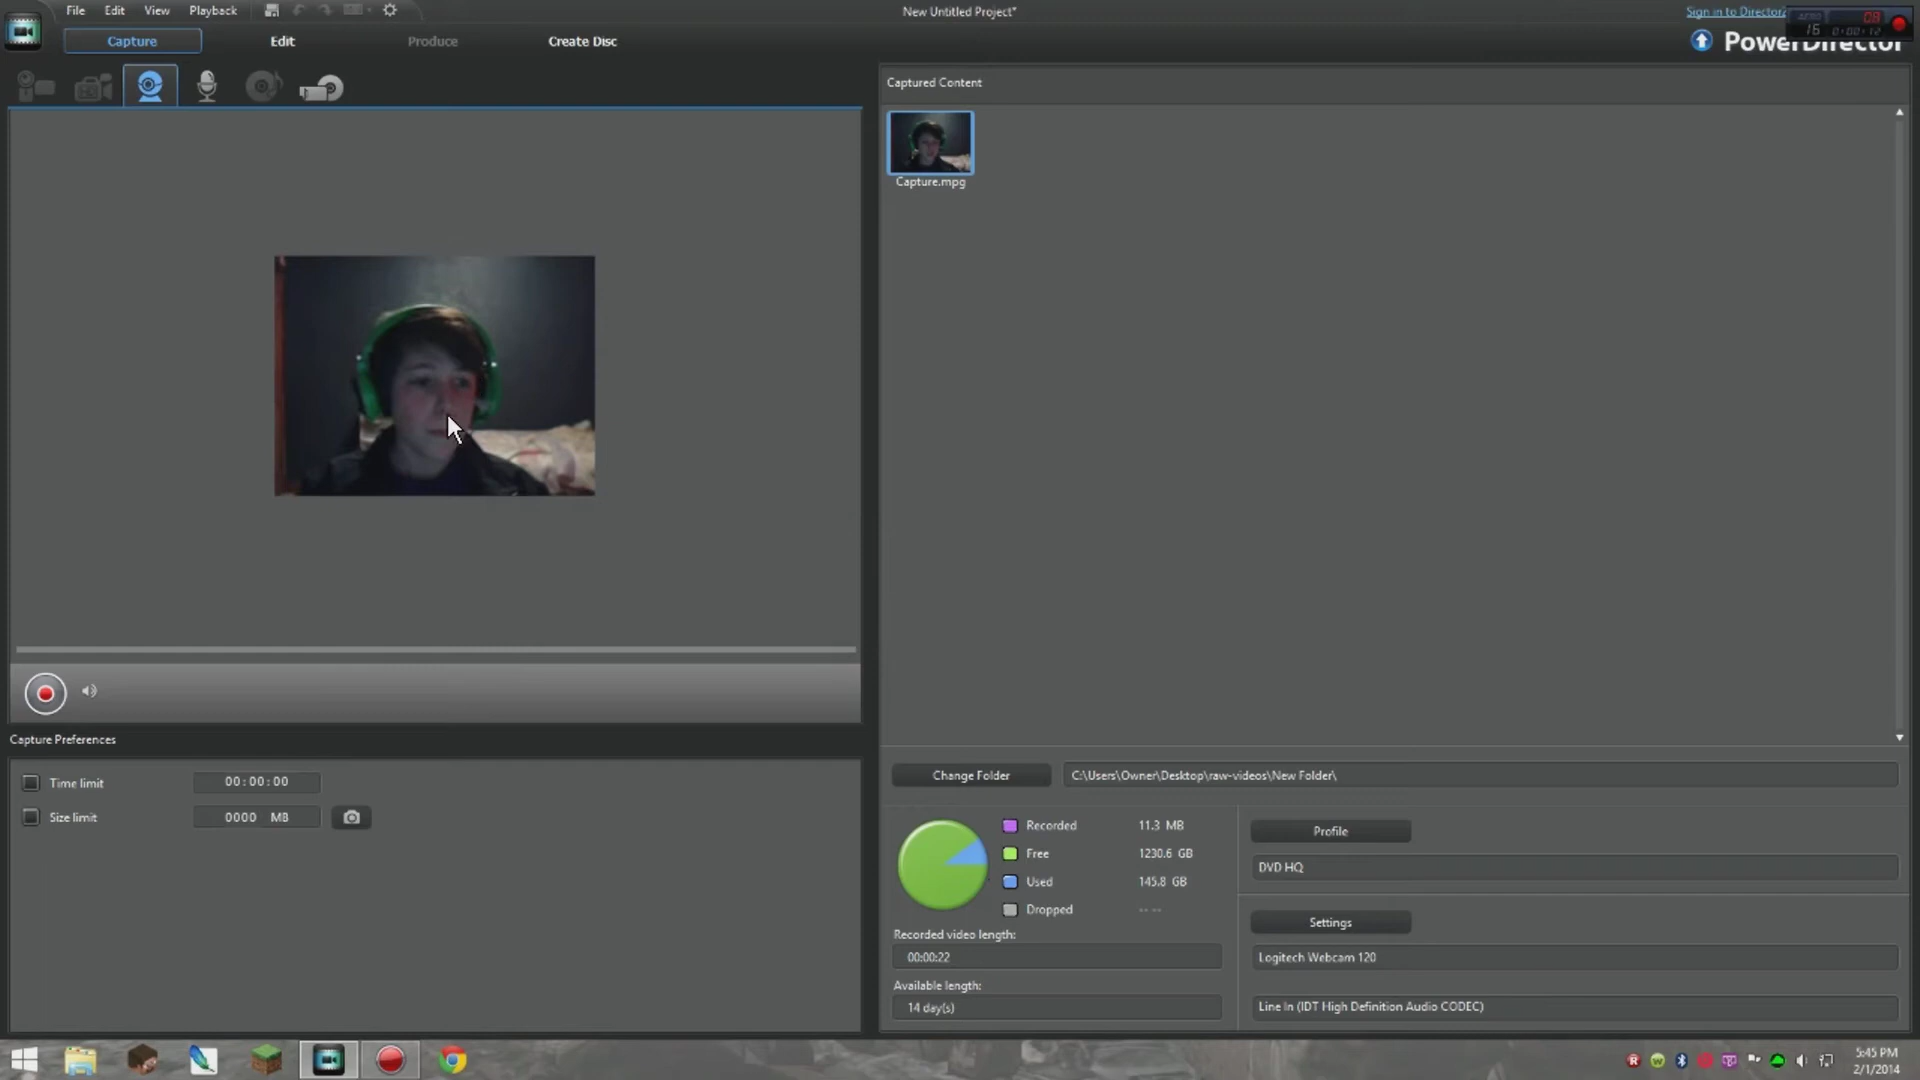 File Edit View Playback
New Untitled Project*
Sign in to Director
PowerDirector
Capture Edit Produce Create Disc
Captured Content
Capture.mpg
Capture Preferences
Time limit 00:00:00
Size limit 0000 MB
Change Folder C:\Users\Owner\Desktop\raw-videos\New Folder\
Recorded 11.3 MB
Free 1230.6 GB
Used 145.8 GB
Dropped -- --
Recorded video length:
00:00:22
Available length:
14 day(s)
Profile
DVD HQ
Settings
Logitech Webcam 120
Line In (IDT High Definition Audio CODEC)
5:45 PM
2/1/2014